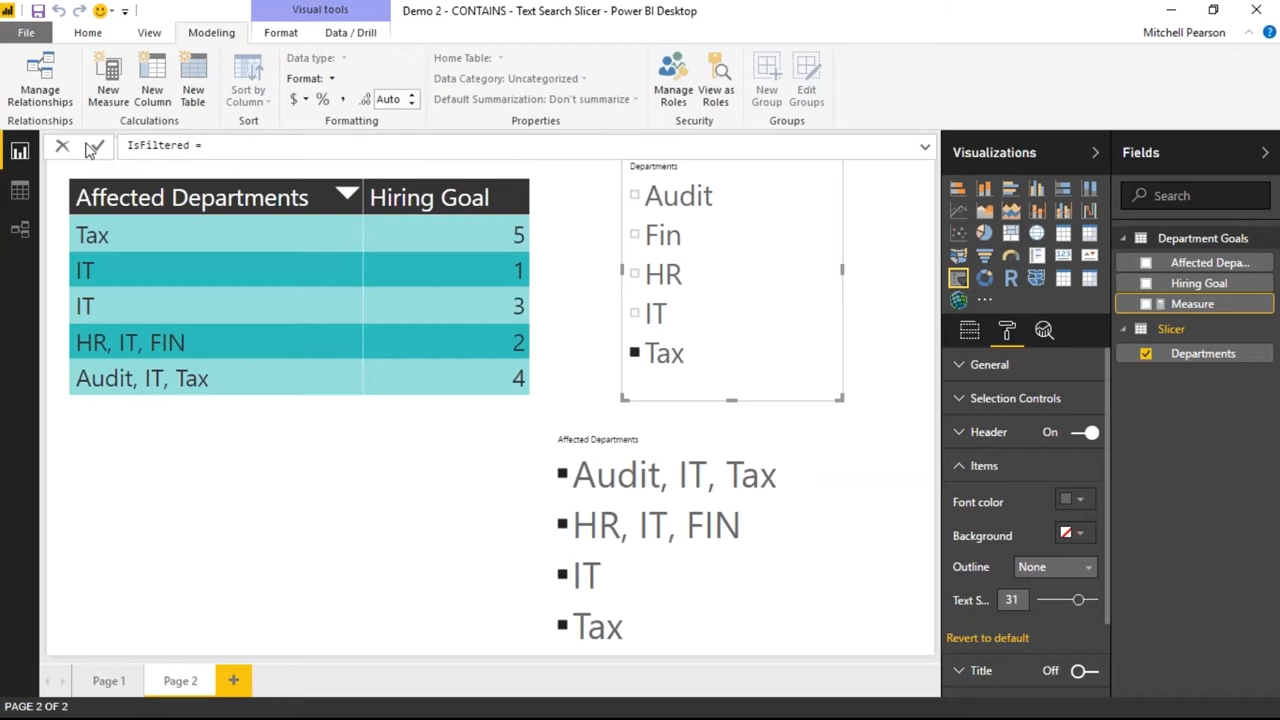 Visual tools
Demo 2 - CONTAINS - Text Search Slicer - Power BI Desktop
File Home View Modeling Format Data / Drill
Mitchell Pearson
Manage Relationships
New Measure
New Column
New Table
Sort by Column
Data type:
Format:
$ % , .00 Auto
Home Table:
Data Category: Uncategorized
Default Summarization: Don't summarize
Manage Roles
View as Roles
New Group
Edit Groups
Relationships Calculations Sort Formatting Properties Security Groups
IsFiltered =
Affected Departments Hiring Goal
Tax 5
IT 1
IT 3
HR, IT, FIN 2
Audit, IT, Tax 4
Departments
Audit
Fin
HR
IT
Tax
Affected Departments
Audit, IT, Tax
HR, IT, FIN
IT
Tax
Visualizations
R
General
Selection Controls
Header On
Items
Font color
Background
Outline None
Text S... 31
Revert to default
Title Off
Fields
Search
Department Goals
Affected Depa...
Hiring Goal
Measure
Slicer
Departments
Page 1 Page 2
PAGE 2 OF 2